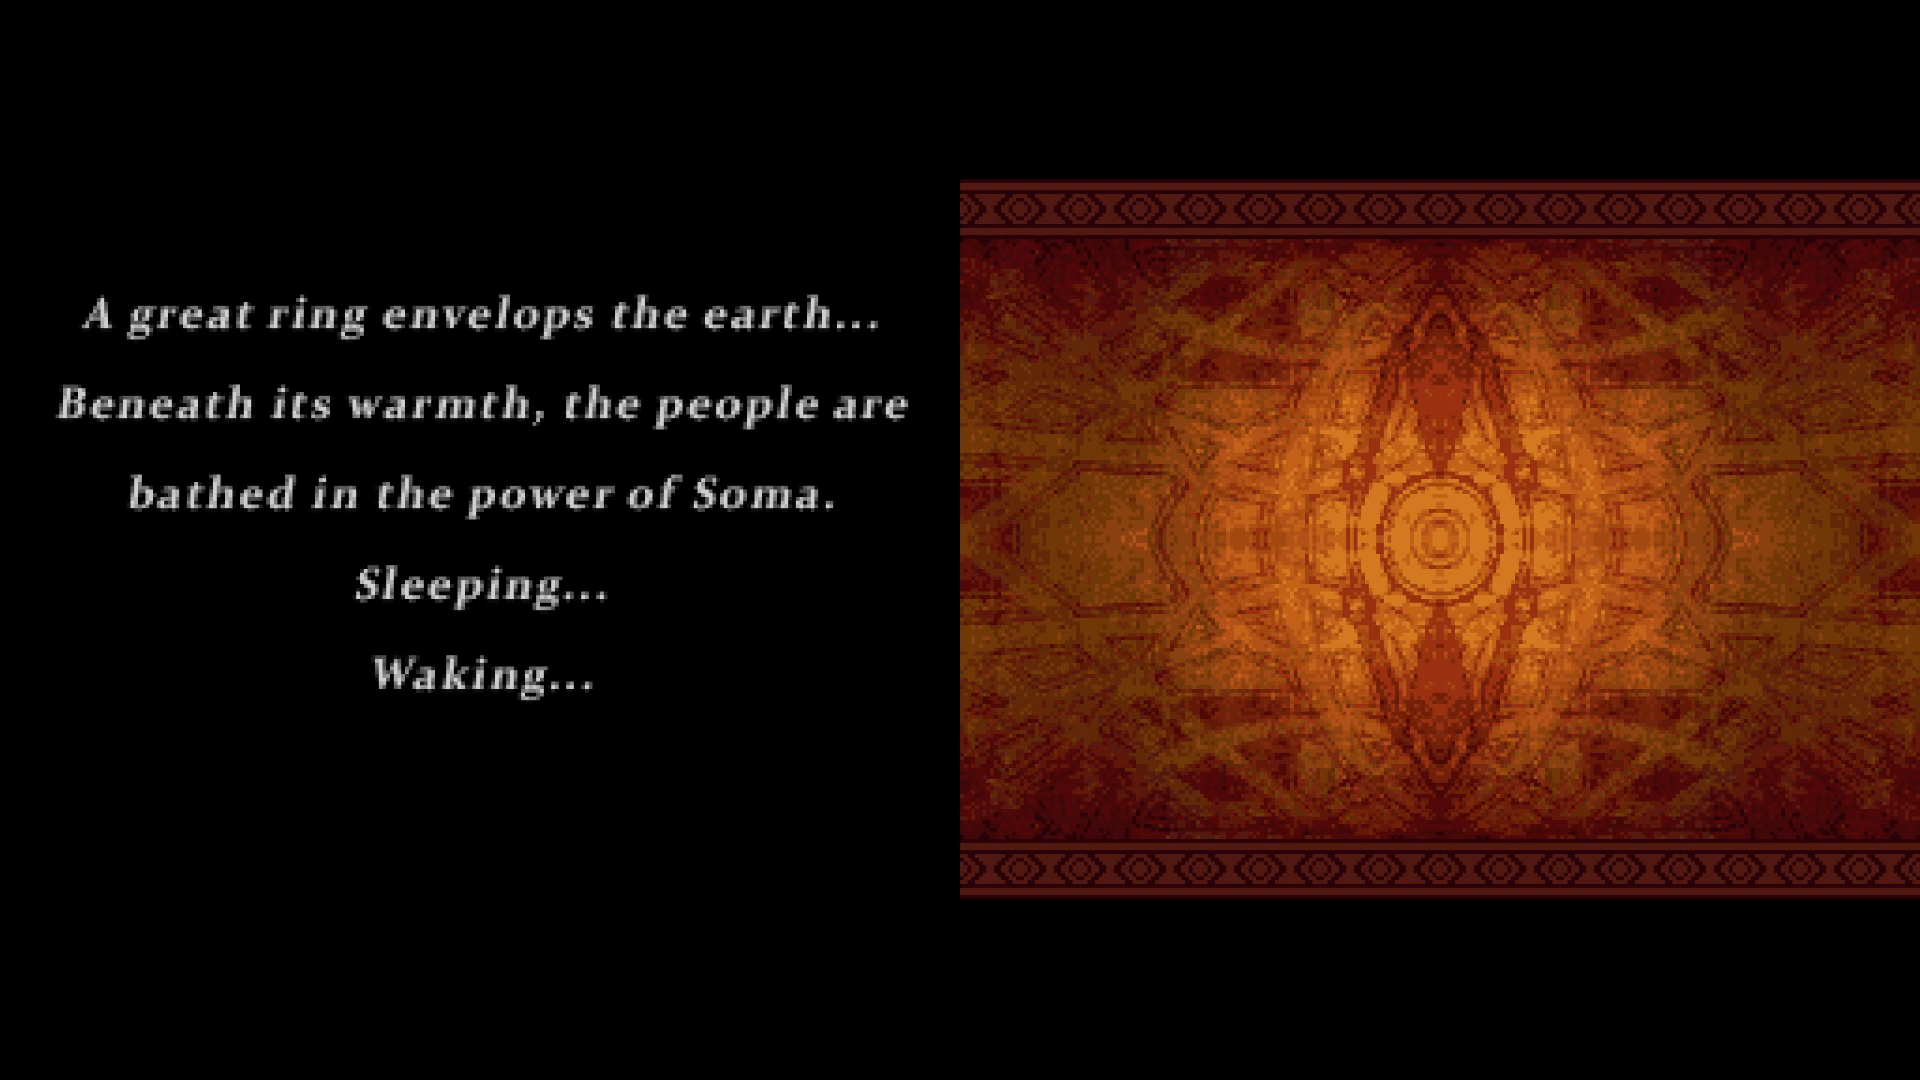 A great ring envelops the earth...
Beneath its warmth, the people are
bathed in the power of Soma.
Sleeping...
Waking...